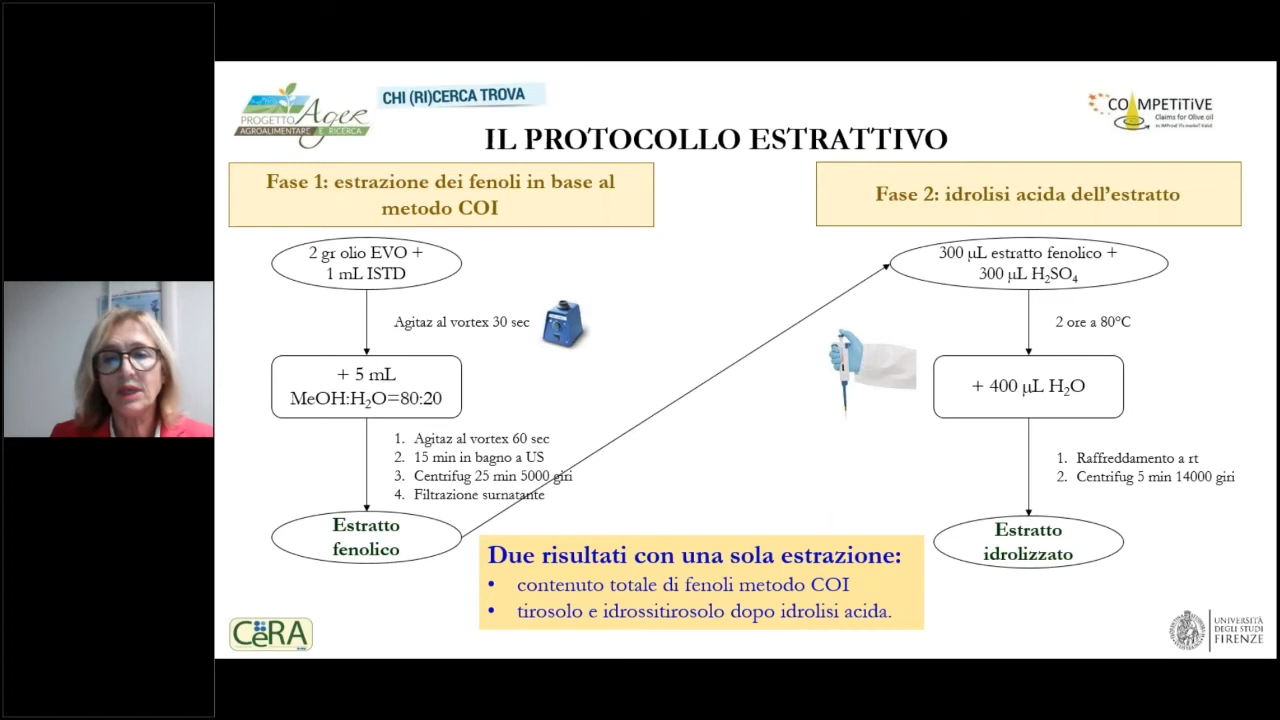 PROGETTO Ager
AGROALIMENTARE E RICERCA
CHI (RI)CERCA TROVA
COMPETITIVE
Claims for Olive oil
to IMProve iTs market ValuE
IL PROTOCOLLO ESTRATTIVO
Fase 1: estrazione dei fenoli in base al
metodo COI
2 gr olio EVO +
1 mL ISTD
Agitaz al vortex 30 sec
+ 5 mL
MeOH:H₂O=80:20
1. Agitaz al vortex 60 sec
2. 15 min in bagno a US
3. Centrifug 25 min 5000 giri
4. Filtrazione surnatante
Estratto
fenolico
Fase 2: idrolisi acida dell’estratto
300 μL estratto fenolico +
300 μL H₂SO₄
2 ore a 80°C
+ 400 μL H₂O
1. Raffreddamento a rt
2. Centrifug 5 min 14000 giri
Estratto
idrolizzato
Due risultati con una sola estrazione:
• contenuto totale di fenoli metodo COI
• tirosolo e idrossitirosolo dopo idrolisi acida.
CeRA
UNIVERSITÀ
DEGLI STUDI
FIRENZE